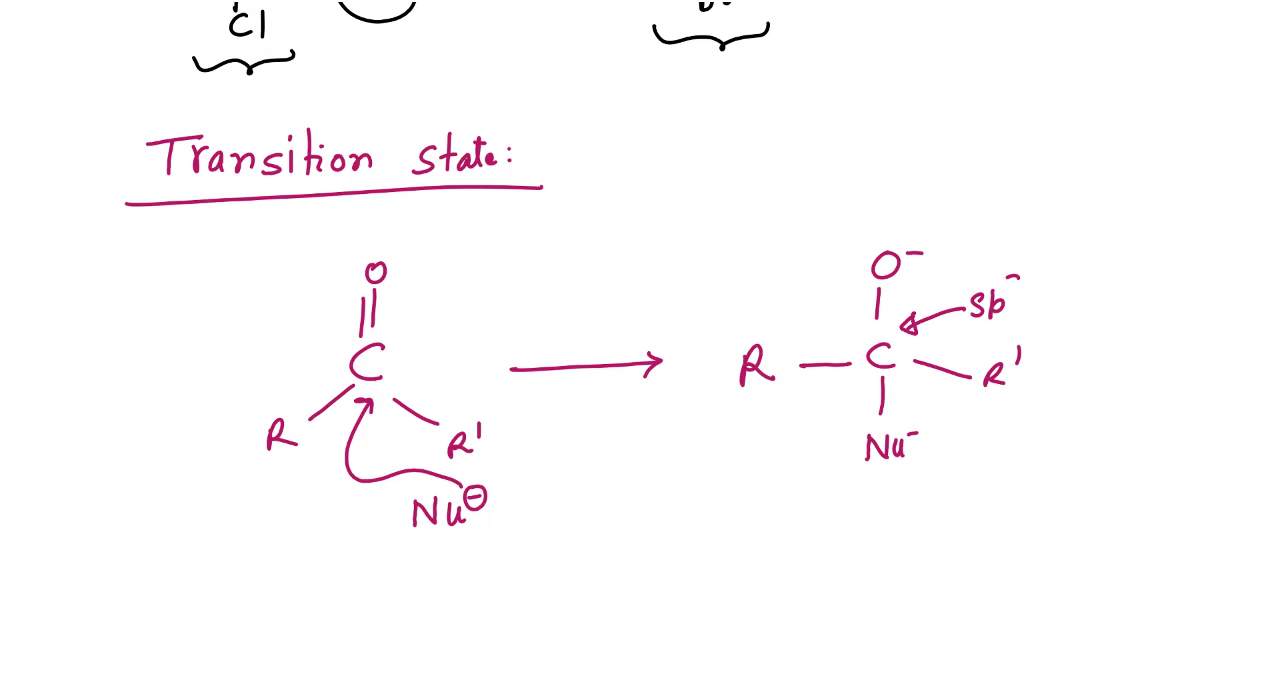 Cl
Transition state:
O
C
R
R'
Nu⊖
O⁻
sp⁻
R — C — R'
Nu⁻